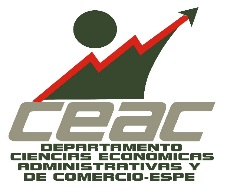 ceac
DEPARTAMENTO
CIENCIAS ECONÓMICAS
ADMINISTRATIVAS Y
DE COMERCIO-ESPE